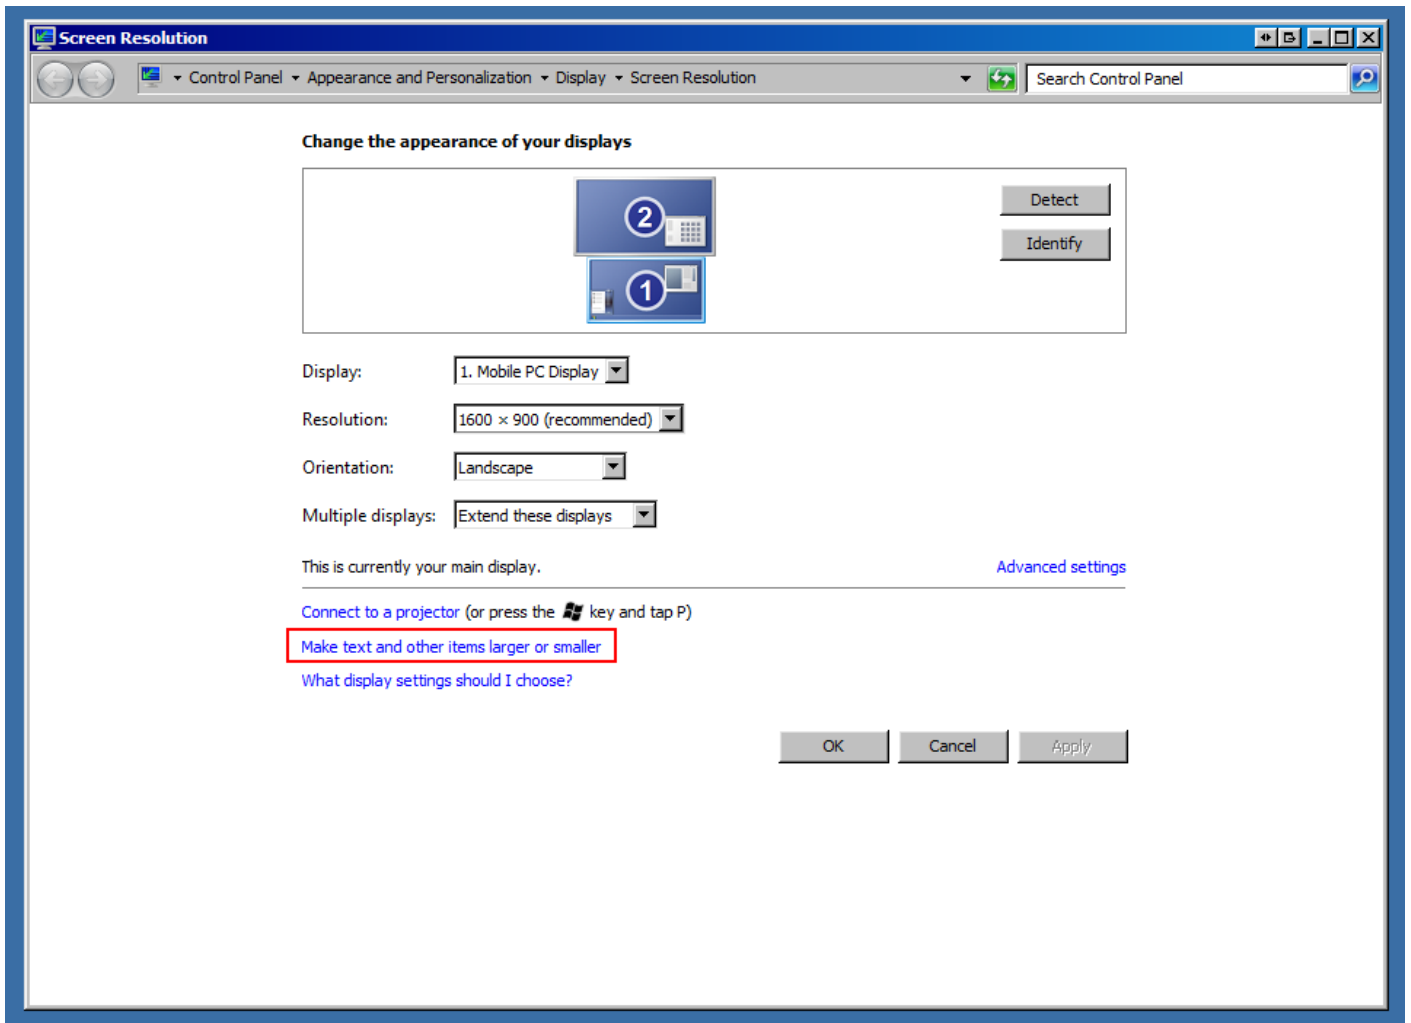 Screen Resolution
Control Panel Appearance and Personalization Display Screen Resolution
Search Control Panel
Change the appearance of your displays
2
1
Detect
Identify
Display: 1. Mobile PC Display
Resolution: 1600 × 900 (recommended)
Orientation: Landscape
Multiple displays: Extend these displays
This is currently your main display. Advanced settings
Connect to a projector (or press the key and tap P)
Make text and other items larger or smaller
What display settings should I choose?
OK Cancel Apply